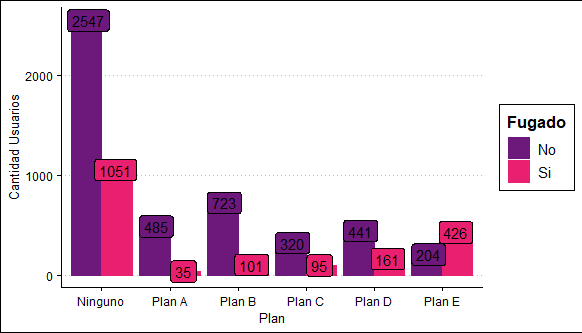 2547
1051
485
35
723
101
320
95
441
161
204
426
2000
1000
0
Cantidad Usuarios
Ninguno Plan A Plan B Plan C Plan D Plan E
Plan
Fugado
No
Si